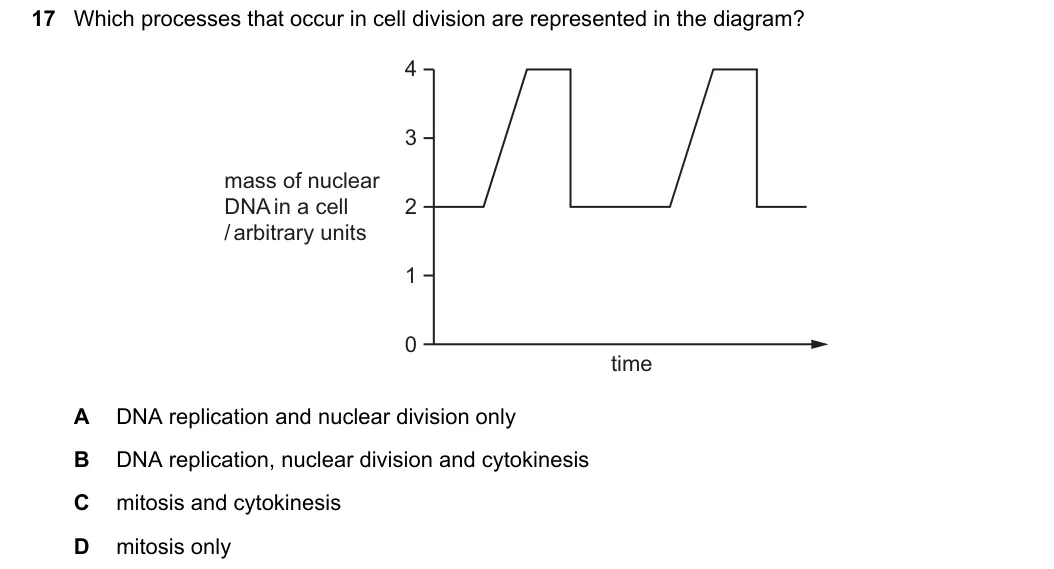 17 Which processes that occur in cell division are represented in the diagram?
4
3
mass of nuclear
DNA in a cell
/ arbitrary units
2
1
0
time
A DNA replication and nuclear division only
B DNA replication, nuclear division and cytokinesis
C mitosis and cytokinesis
D mitosis only